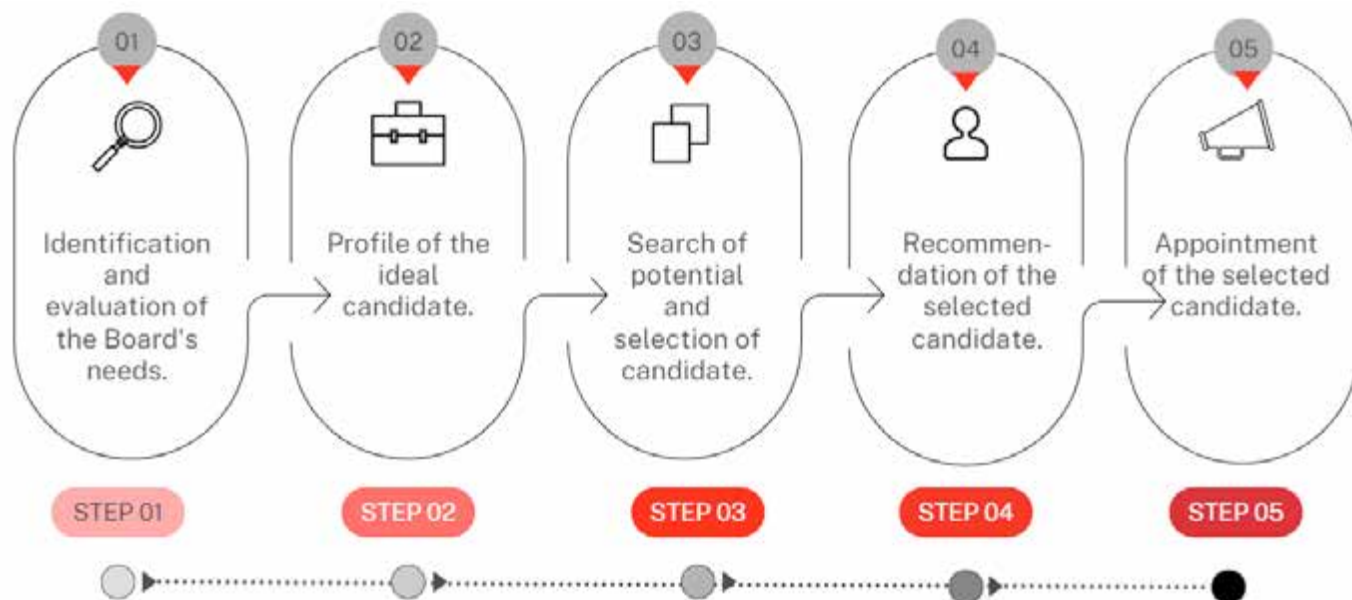 01
02
03
04
05
Identification
and
evaluation of
the Board's
needs.
Profile of the
ideal
candidate.
Search of
potential
and
selection of
candidate.
Recommen-
dation of the
selected
candidate.
Appointment
of the selected
candidate.
STEP 01
STEP 02
STEP 03
STEP 04
STEP 05